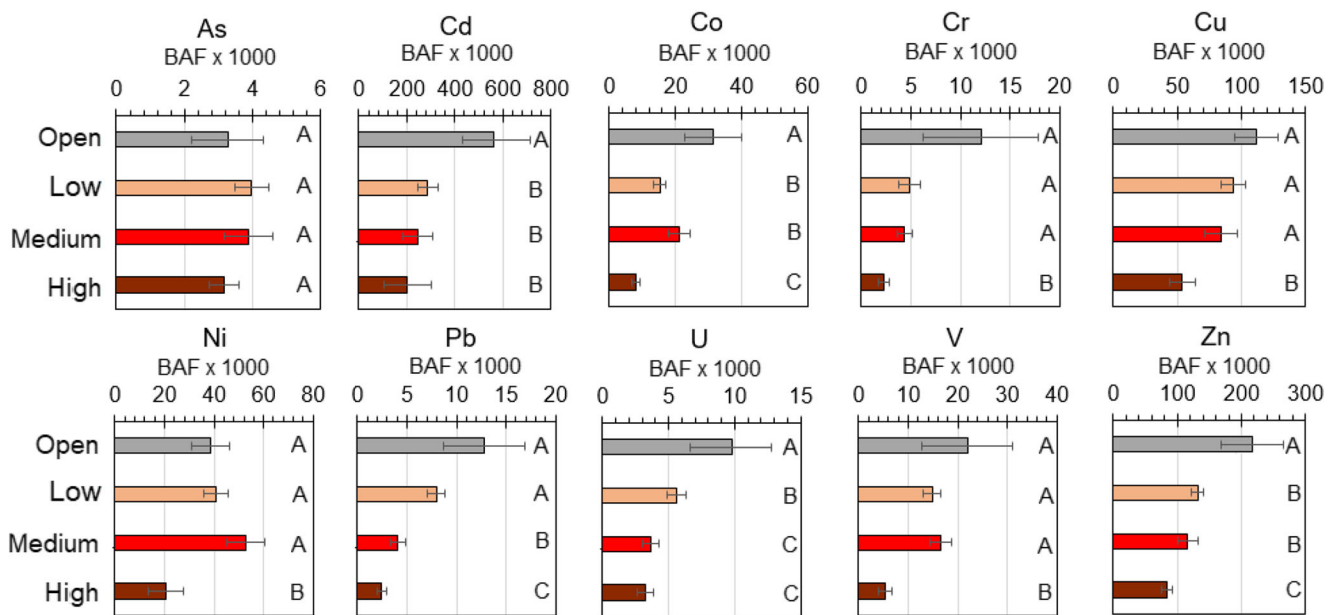 As Cd Co Cr Cu
BAF x 1000 BAF x 1000 BAF x 1000 BAF x 1000 BAF x 1000
0 2 4 6 0 200 400 600 800 0 20 40 60 0 5 10 15 20 0 50 100 150
Open A A A A A
Low A B B A A
Medium A B B A A
High A B C B B
Ni Pb U V Zn
BAF x 1000 BAF x 1000 BAF x 1000 BAF x 1000 BAF x 1000
0 20 40 60 80 0 5 10 15 20 0 5 10 15 0 10 20 30 40 0 100 200 300
Open A A A A A
Low A A B A B
Medium A B C A B
High B C C B C